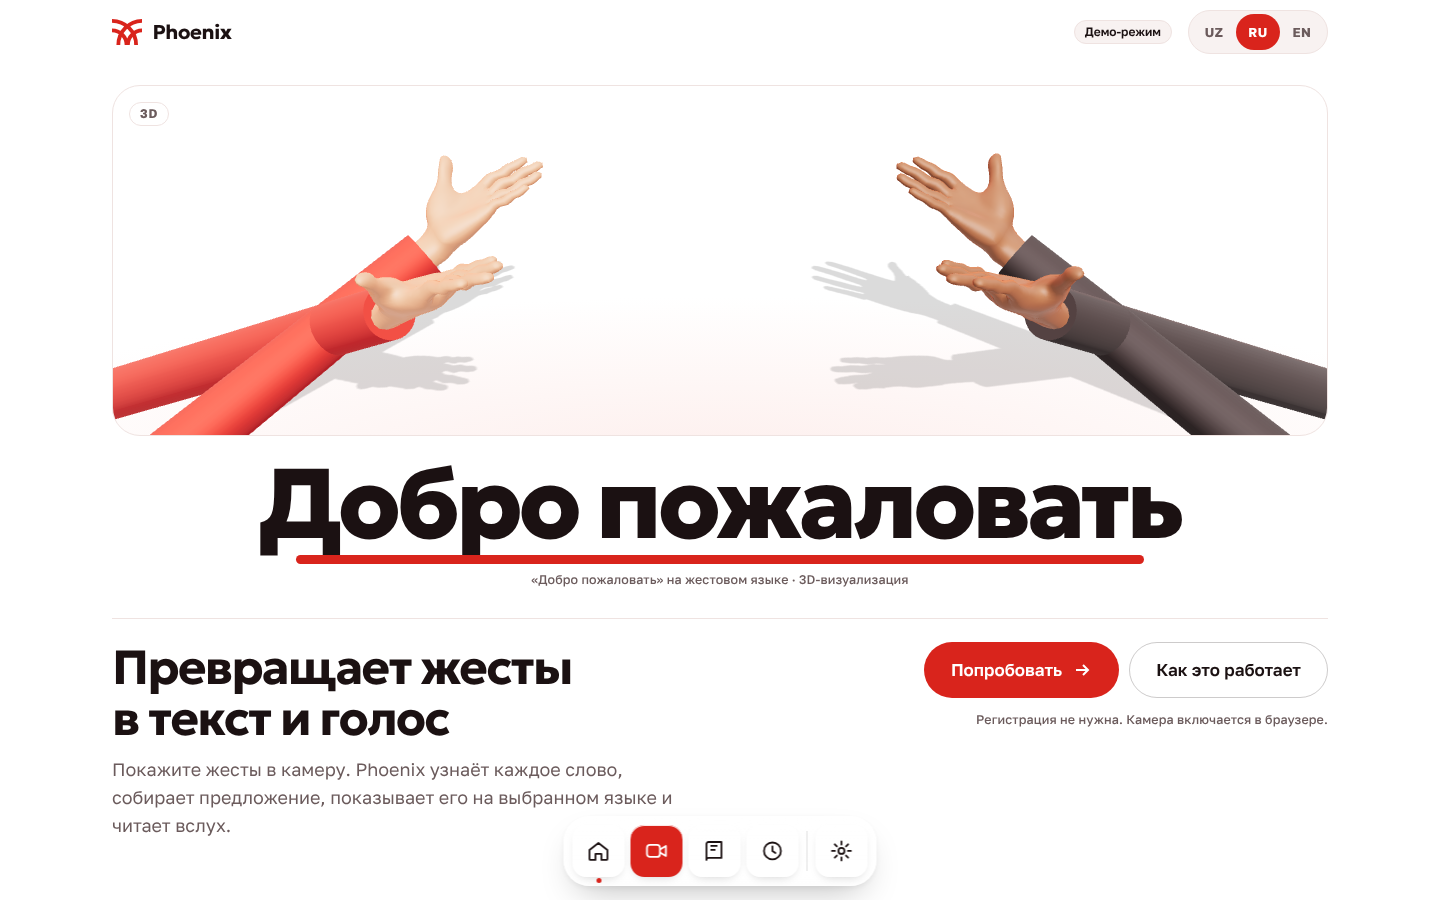 Phoenix
Демо-режим
UZ RU EN
3D
Добро пожаловать
«Добро пожаловать» на жестовом языке · 3D-визуализация
Превращает жесты
в текст и голос
Покажите жесты в камеру. Phoenix узнаёт каждое слово,
собирает предложение, показывает его на выбранном языке и
читает вслух.
Попробовать →
Как это работает
Регистрация не нужна. Камера включается в браузере.